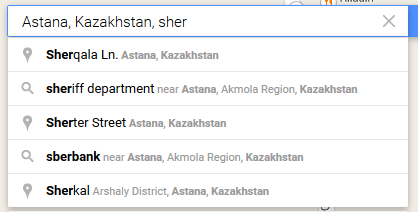 Astana, Kazakhstan, sher
Sherqala Ln. Astana, Kazakhstan
sheriff department near Astana, Akmola Region, Kazakhstan
Sherter Street Astana, Kazakhstan
sberbank near Astana, Akmola Region, Kazakhstan
Sherkal Arshaly District, Astana, Kazakhstan